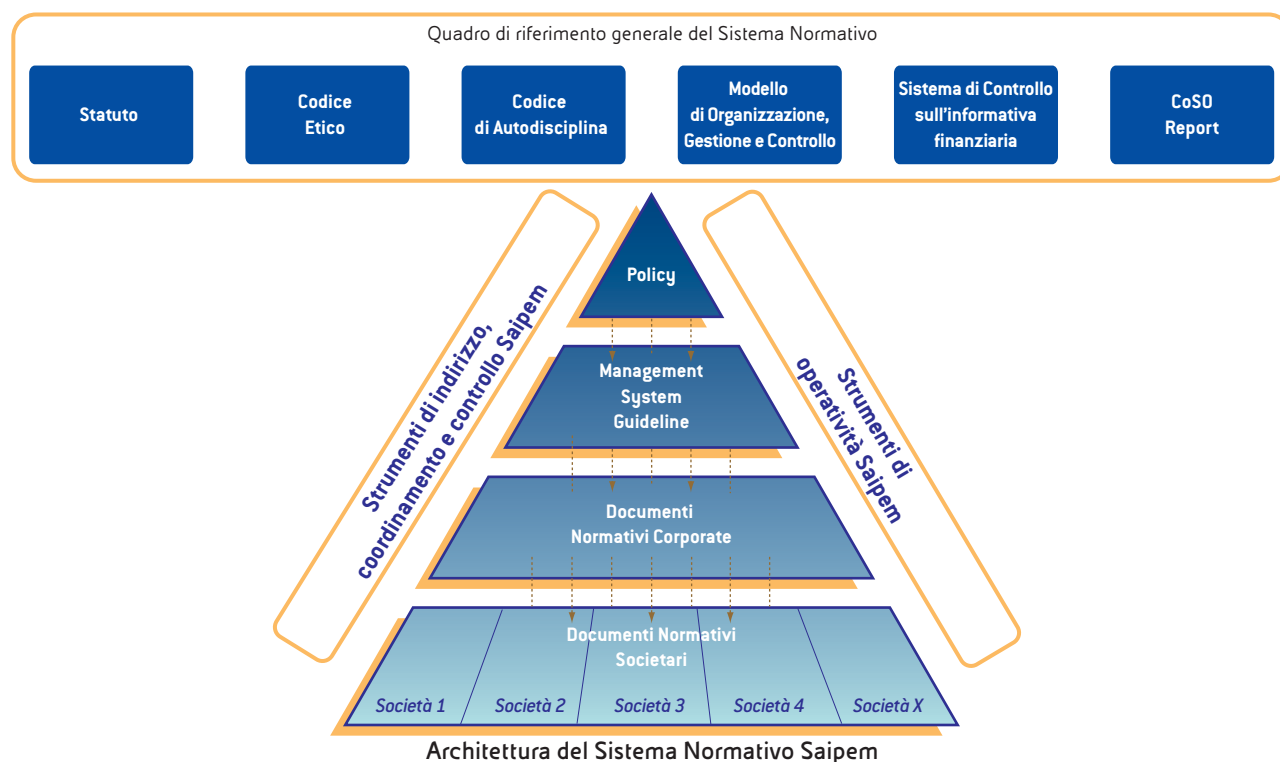 Quadro di riferimento generale del Sistema Normativo
Statuto
Codice
Etico
Codice
di Autodisciplina
Modello
di Organizzazione,
Gestione e Controllo
Sistema di Controllo
sull'informativa
finanziaria
CoSO
Report
Strumenti di indirizzo,
coordinamento e controllo Saipem
Policy
Management
System
Guideline
Documenti
Normativi Corporate
Documenti Normativi
Societari
Società 1
Società 2
Società 3
Società 4
Società X
Strumenti di
operatività Saipem
Architettura del Sistema Normativo Saipem